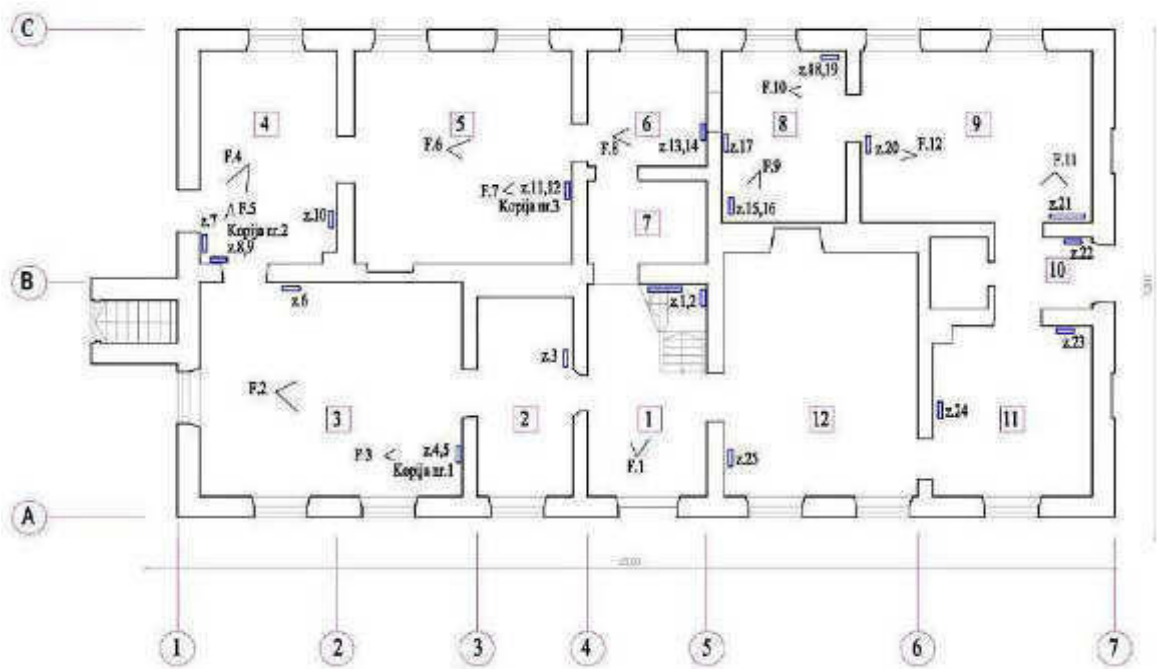 C
z.18,19
F.10
4
5
6
8
9
F.4
F.6
F.8
z.13,14
z.17
z.20
F.12
F.9
F.11
F.5
Kopija nr.2
z.7
z.8,9
z.10
F.7
z.11,12
Kopija nr.3
z.15,16
7
z.21
z.22
B
10
z.6
z.1,2
z.3
z.23
F.2
3
2
1
12
z.24
11
F.3
z.4,5
Kopija nr.1
F.1
z.25
A
1
2
3
4
5
6
7